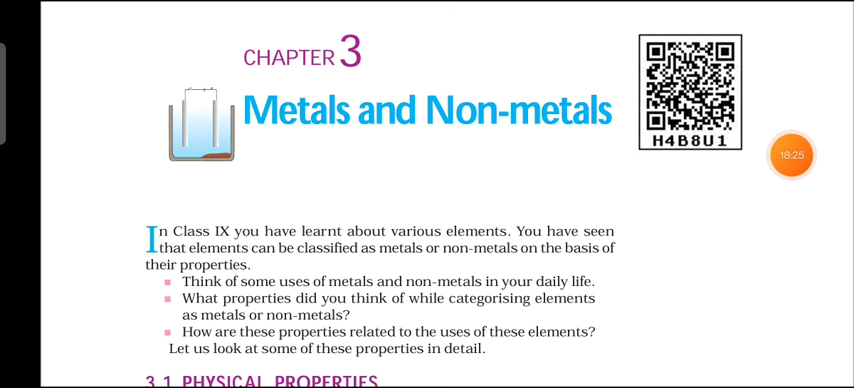 CHAPTER 3
Metals and Non-metals
H4B8U1
18:25
In Class IX you have learnt about various elements. You have seen
that elements can be classified as metals or non-metals on the basis of
their properties.
■ Think of some uses of metals and non-metals in your daily life.
■ What properties did you think of while categorising elements
as metals or non-metals?
■ How are these properties related to the uses of these elements?
Let us look at some of these properties in detail.
3.1 PHYSICAL PROPERTIES